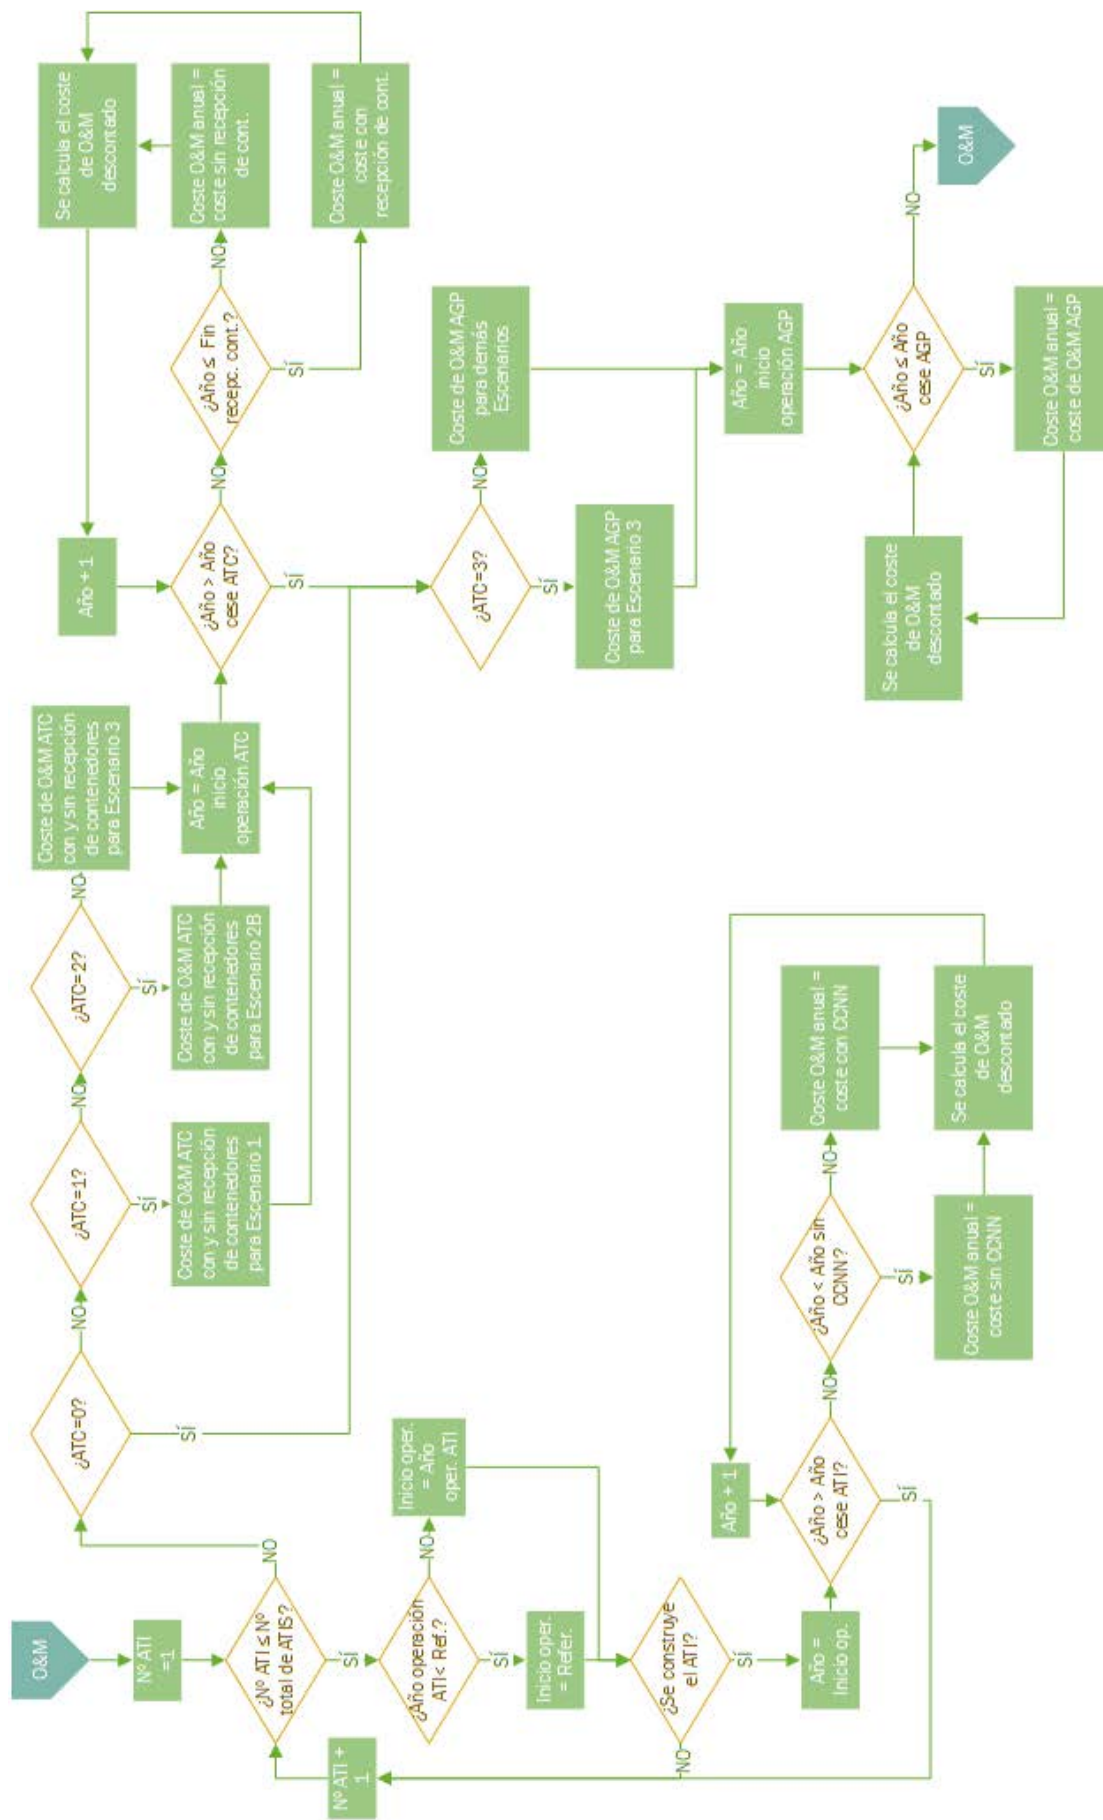 O&M
Nº ATI
=1
¿Nº ATI ≤ Nº
total de ATIS?
NO
SÍ
Nº ATI +
1
¿Año operación
ATI< Ref.?
NO
SÍ
Inicio oper.
= Año
oper. ATI
Inicio oper.
= Refer.
¿Se construye
el ATI?
NO
SÍ
Año =
Inicio op.
Año + 1
¿Año > Año
cese ATI?
NO
SÍ
¿Año < Año sin
CCNN?
NO
SÍ
Coste O&M anual =
coste con CCNN
Coste O&M anual =
coste sin CCNN
Se calcula el coste
de O&M
descontado
¿ATC=0?
NO
SÍ
¿ATC=1?
NO
SÍ
Coste de O&M ATC
con y sin recepción
de contenedores
para Escenario 1
¿ATC=2?
NO
SÍ
Coste de O&M ATC
con y sin recepción
de contenedores
para Escenario 2B
Coste de O&M ATC
con y sin recepción
de contenedores
para Escenario 3
Año = Año
inicio
operación ATC
Año + 1
¿Año > Año
cese ATC?
NO
SÍ
¿Año ≤ Fin
recepc. cont.?
NO
SÍ
Coste O&M anual =
coste sin recepción
de cont.
Coste O&M anual =
coste con
recepción de cont.
Se calcula el coste
de O&M
descontado
¿ATC=3?
NO
SÍ
Coste de O&M AGP
para demás
Escenarios
Coste de O&M AGP
para Escenario 3
Año = Año
inicio
operación AGP
¿Año ≤ Año
cese AGP
NO
SÍ
Coste O&M anual =
coste de O&M AGP
Se calcula el coste
de O&M
descontado
O&M